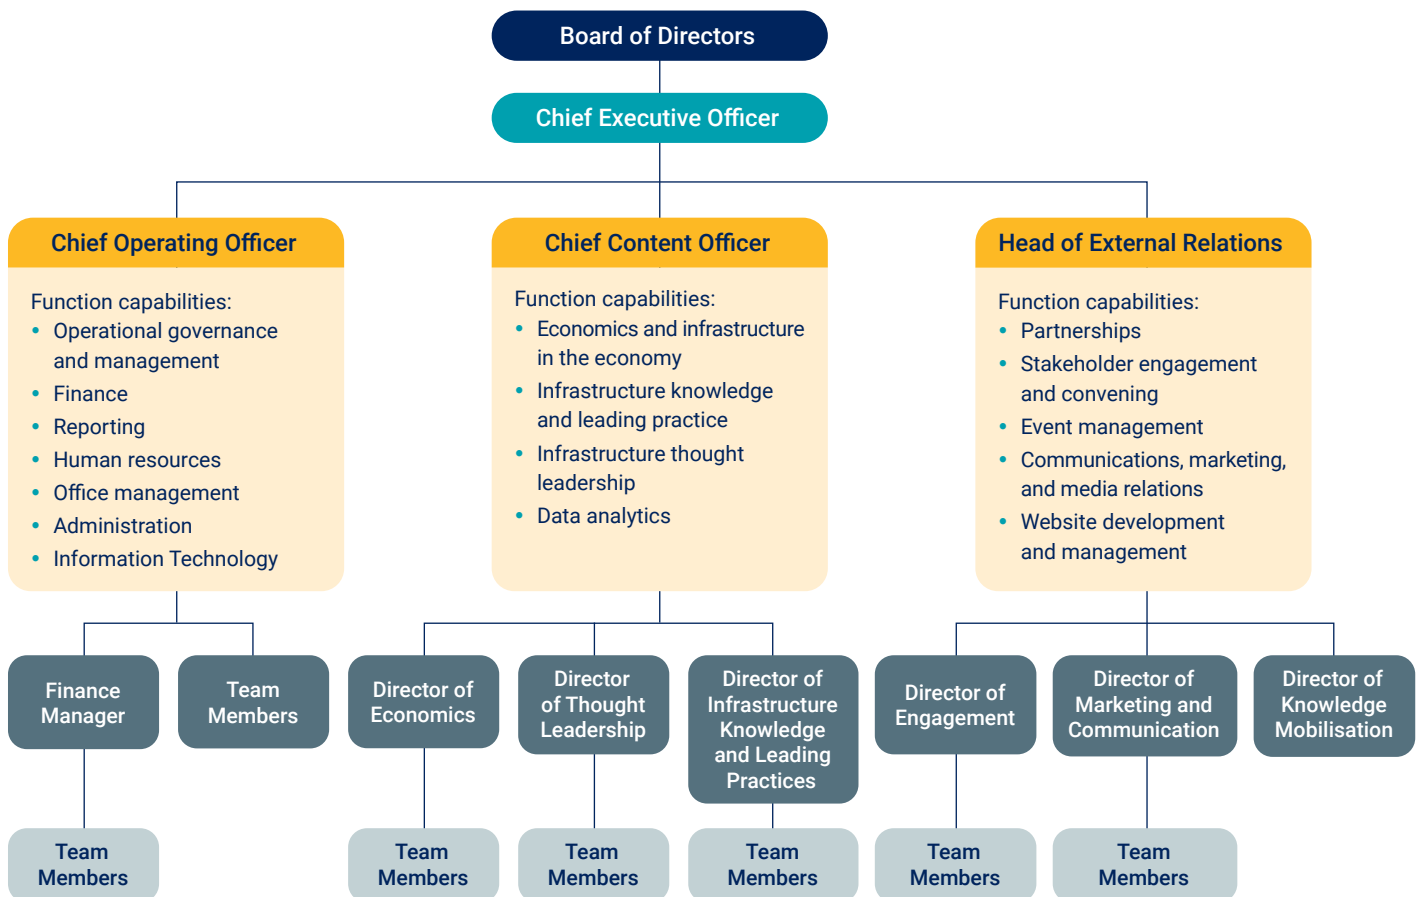 Board of Directors
Chief Executive Officer
Chief Operating Officer
Function capabilities:
• Operational governance
and management
• Finance
• Reporting
• Human resources
• Office management
• Administration
• Information Technology
Chief Content Officer
Function capabilities:
• Economics and infrastructure
in the economy
• Infrastructure knowledge
and leading practice
• Infrastructure thought
leadership
• Data analytics
Head of External Relations
Function capabilities:
• Partnerships
• Stakeholder engagement
and convening
• Event management
• Communications, marketing,
and media relations
• Website development
and management
Finance
Manager
Team
Members
Director of
Economics
Director
of Thought
Leadership
Director of
Infrastructure
Knowledge
and Leading
Practices
Director of
Engagement
Director of
Marketing and
Communication
Director of
Knowledge
Mobilisation
Team
Members
Team
Members
Team
Members
Team
Members
Team
Members
Team
Members